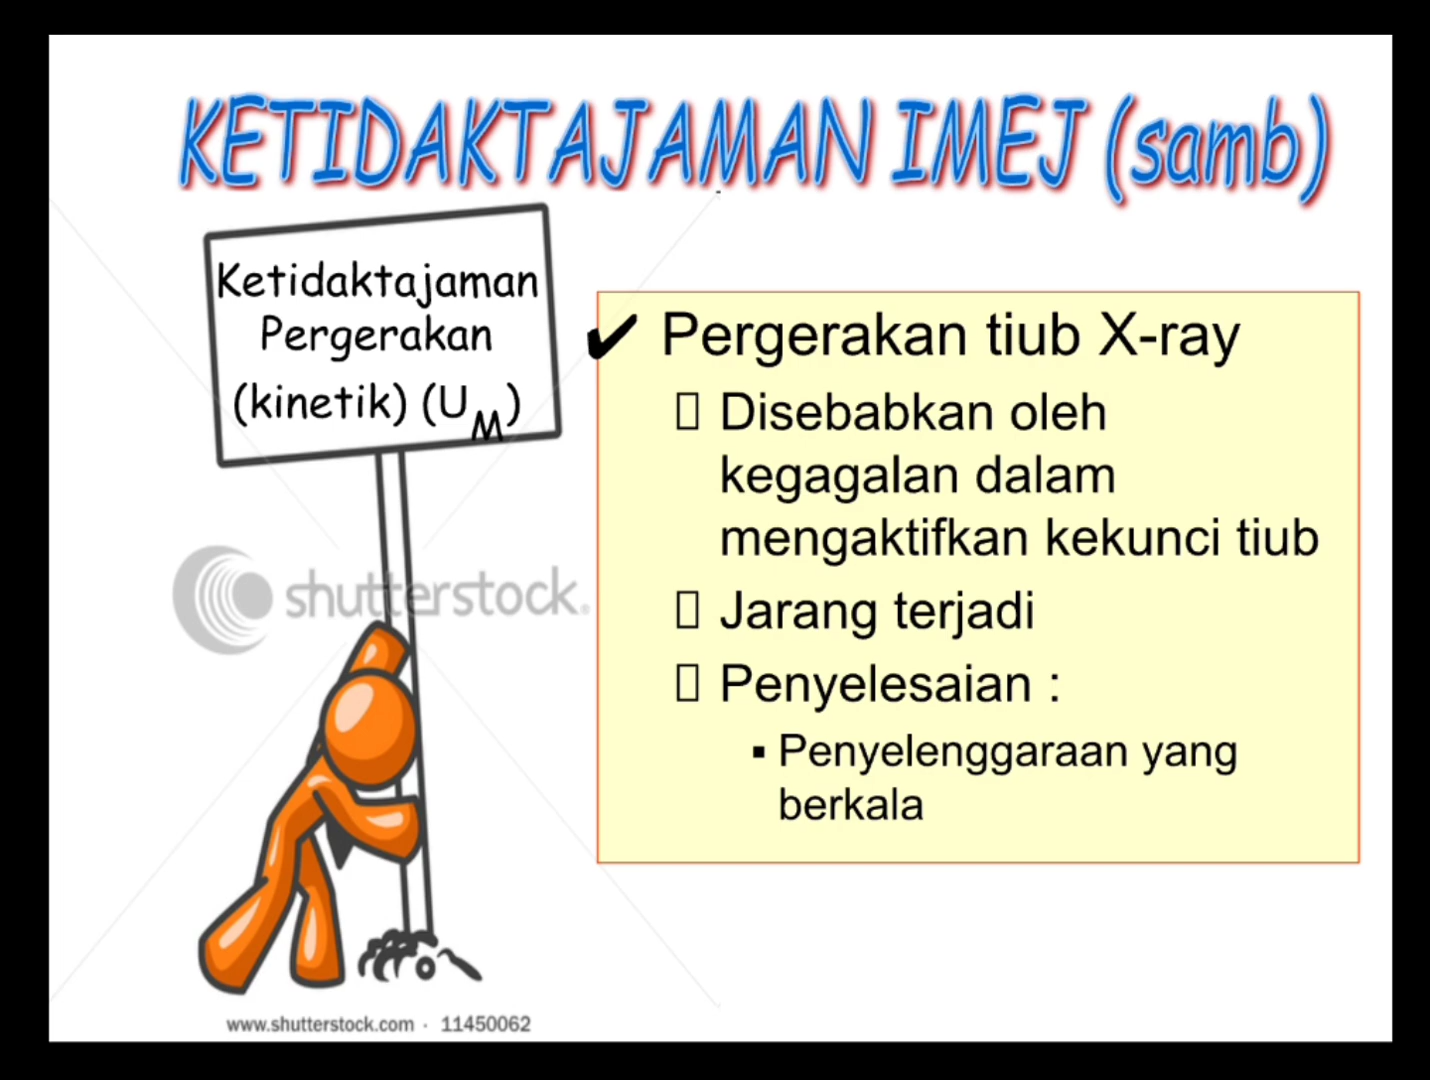 KETIDAKTAJAMAN IMEJ (samb)
Ketidaktajaman
Pergerakan
(kinetik) (UM)
✔ Pergerakan tiub X-ray
Disebabkan oleh
kegagalan dalam
mengaktifkan kekunci tiub
Jarang terjadi
Penyelesaian :
▪ Penyelenggaraan yang
berkala
shutterstock.
www.shutterstock.com · 11450062